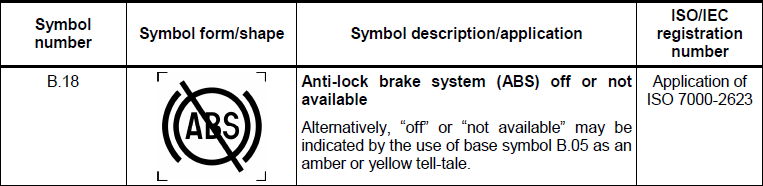 Symbol number
Symbol form/shape
Symbol description/application
ISO/IEC registration number
B.18
ABS
Anti-lock brake system (ABS) off or not
available
Alternatively, “off” or “not available” may be
indicated by the use of base symbol B.05 as an
amber or yellow tell-tale.
Application of
ISO 7000-2623